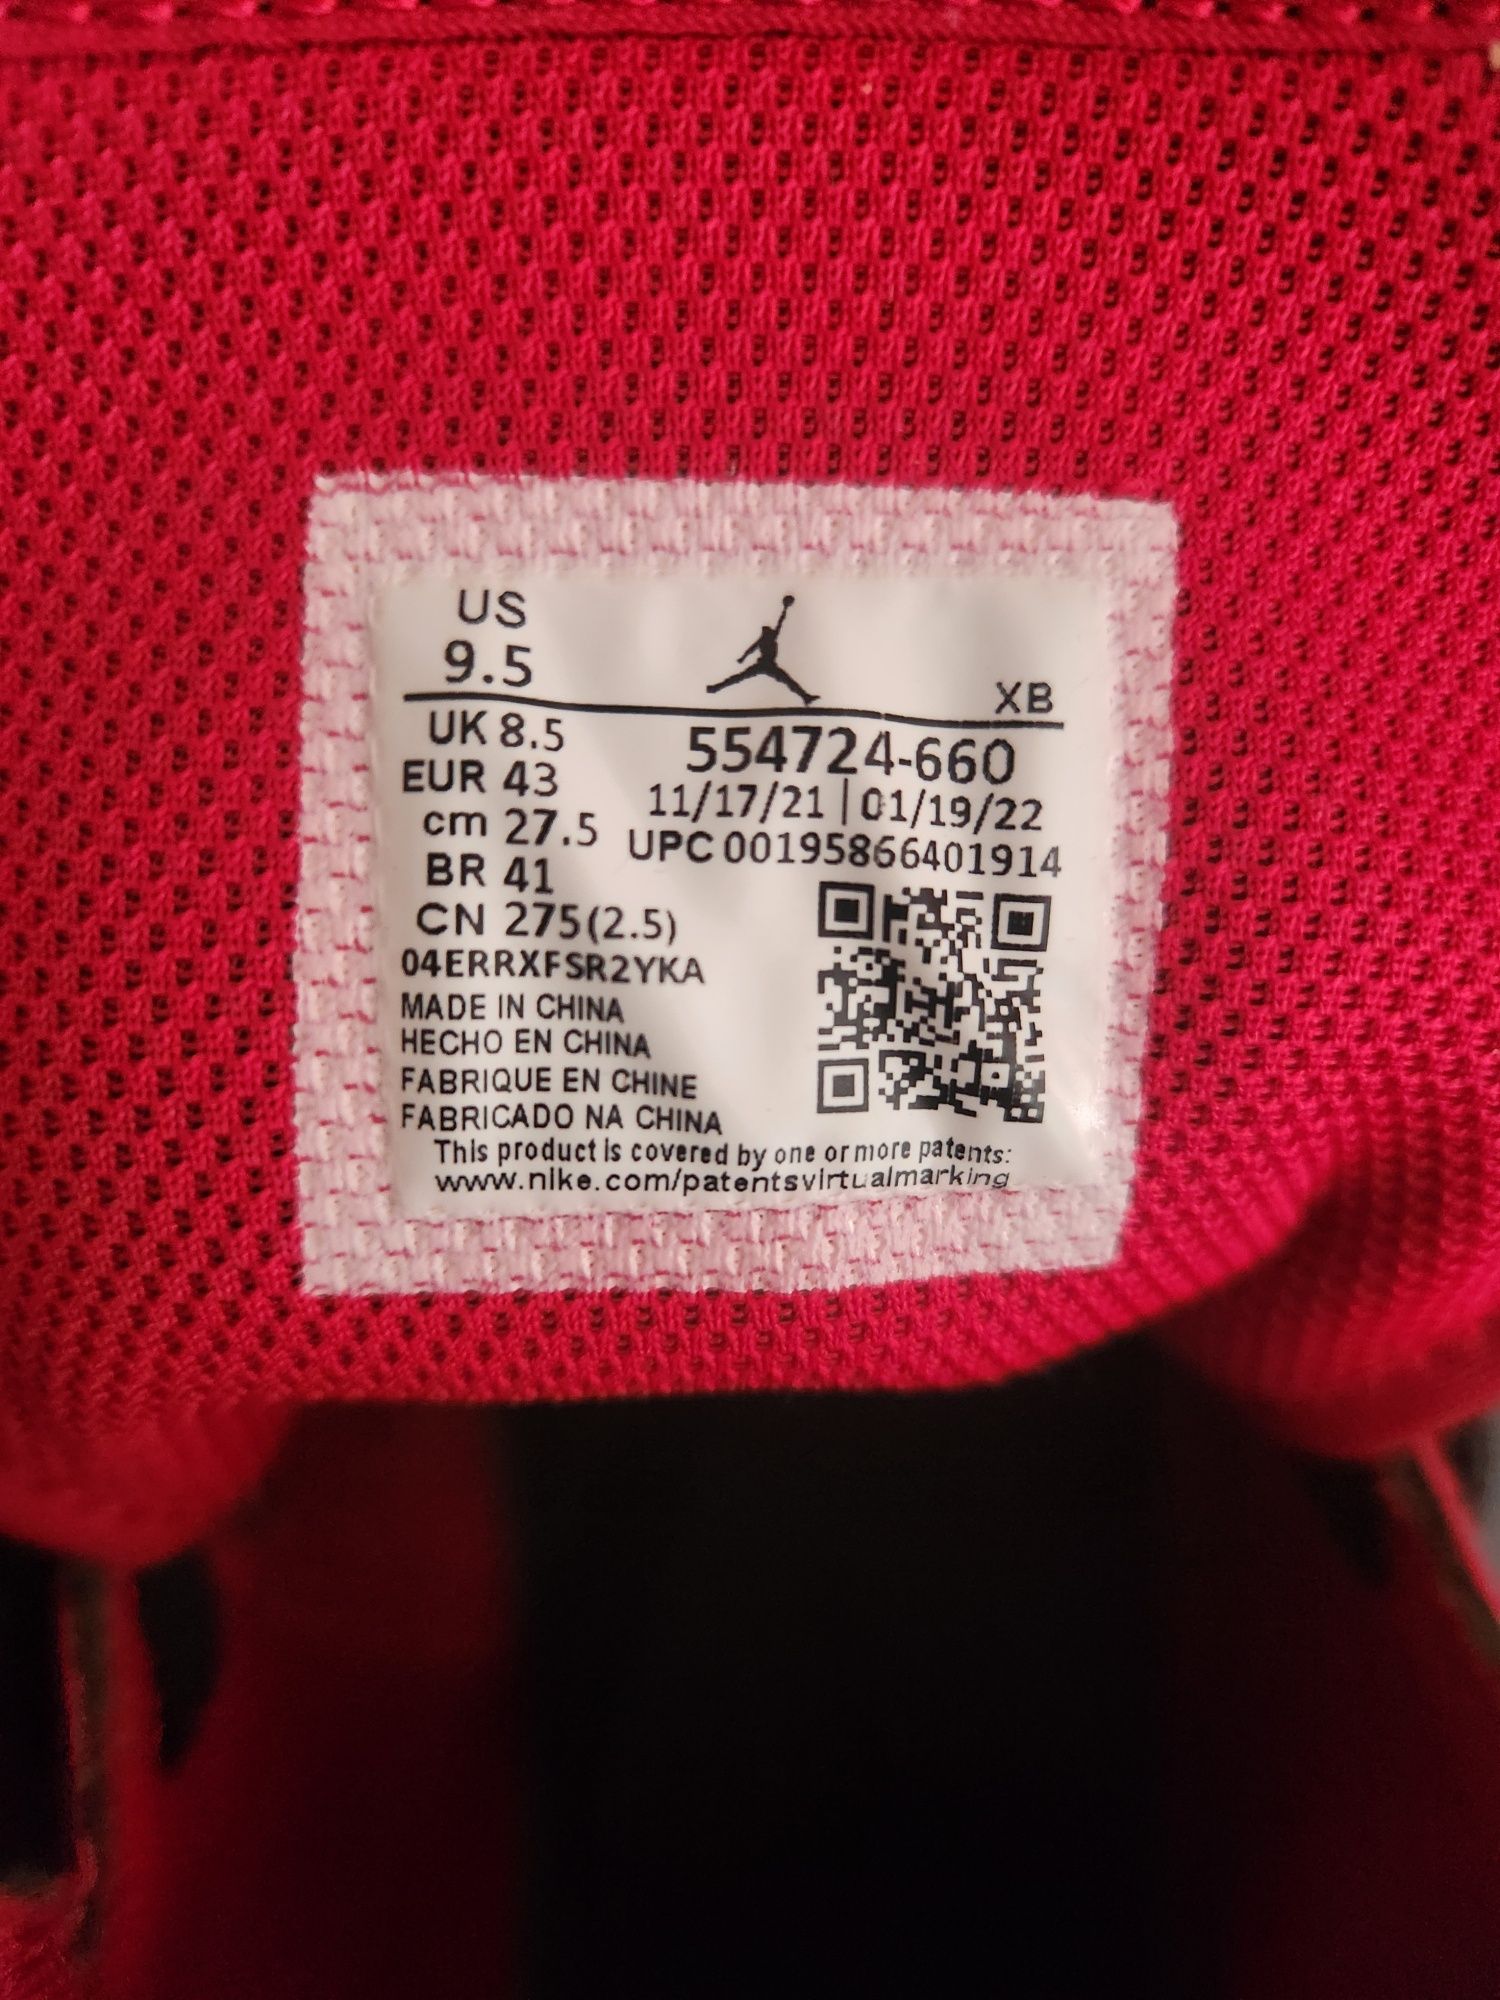 US
9.5
XB
UK 8.5
554724-660
EUR 43
11/17/21 | 01/19/22
cm 27.5
UPC 00195866401914
BR 41
CN 275(2.5)
04ERRXFSR2YKA
MADE IN CHINA
HECHO EN CHINA
FABRIQUE EN CHINE
FABRICADO NA CHINA
This product is covered by one or more patents:
www.nike.com/patentsvirtualmarking